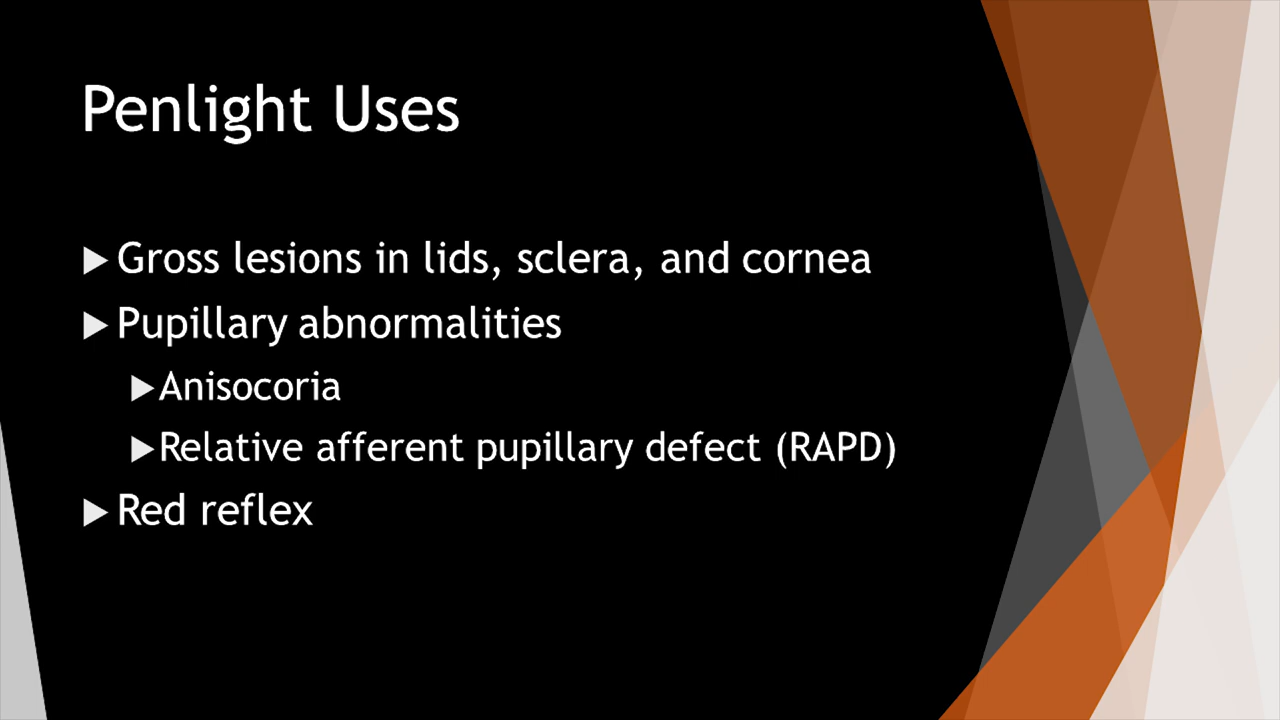 Penlight Uses
Gross lesions in lids, sclera, and cornea
Pupillary abnormalities
Anisocoria
Relative afferent pupillary defect (RAPD)
Red reflex